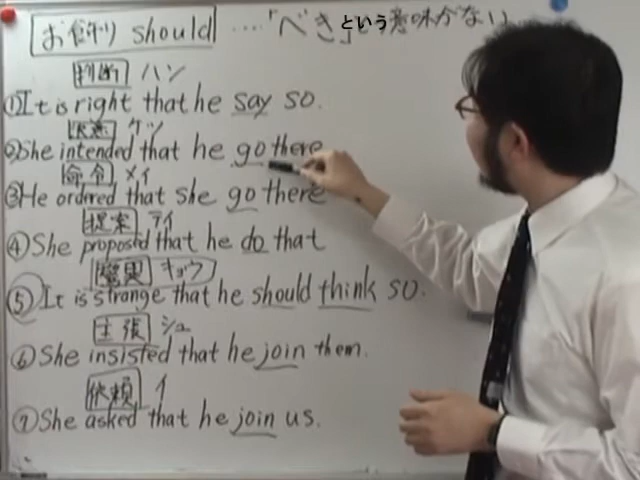 お飾り should ....「べき」という意味がない
判断 ハン
①It is right that he say so.
決意 ケツ
②She intended that he go there
命令 メイ
③He ordered that she go there
提案 テイ
④She proposed that he do that
驚異 キョウ
⑤It is strange that he should think so.
主張 シュ
⑥She insisted that he join them.
依頼 イ
⑦She asked that he join us.